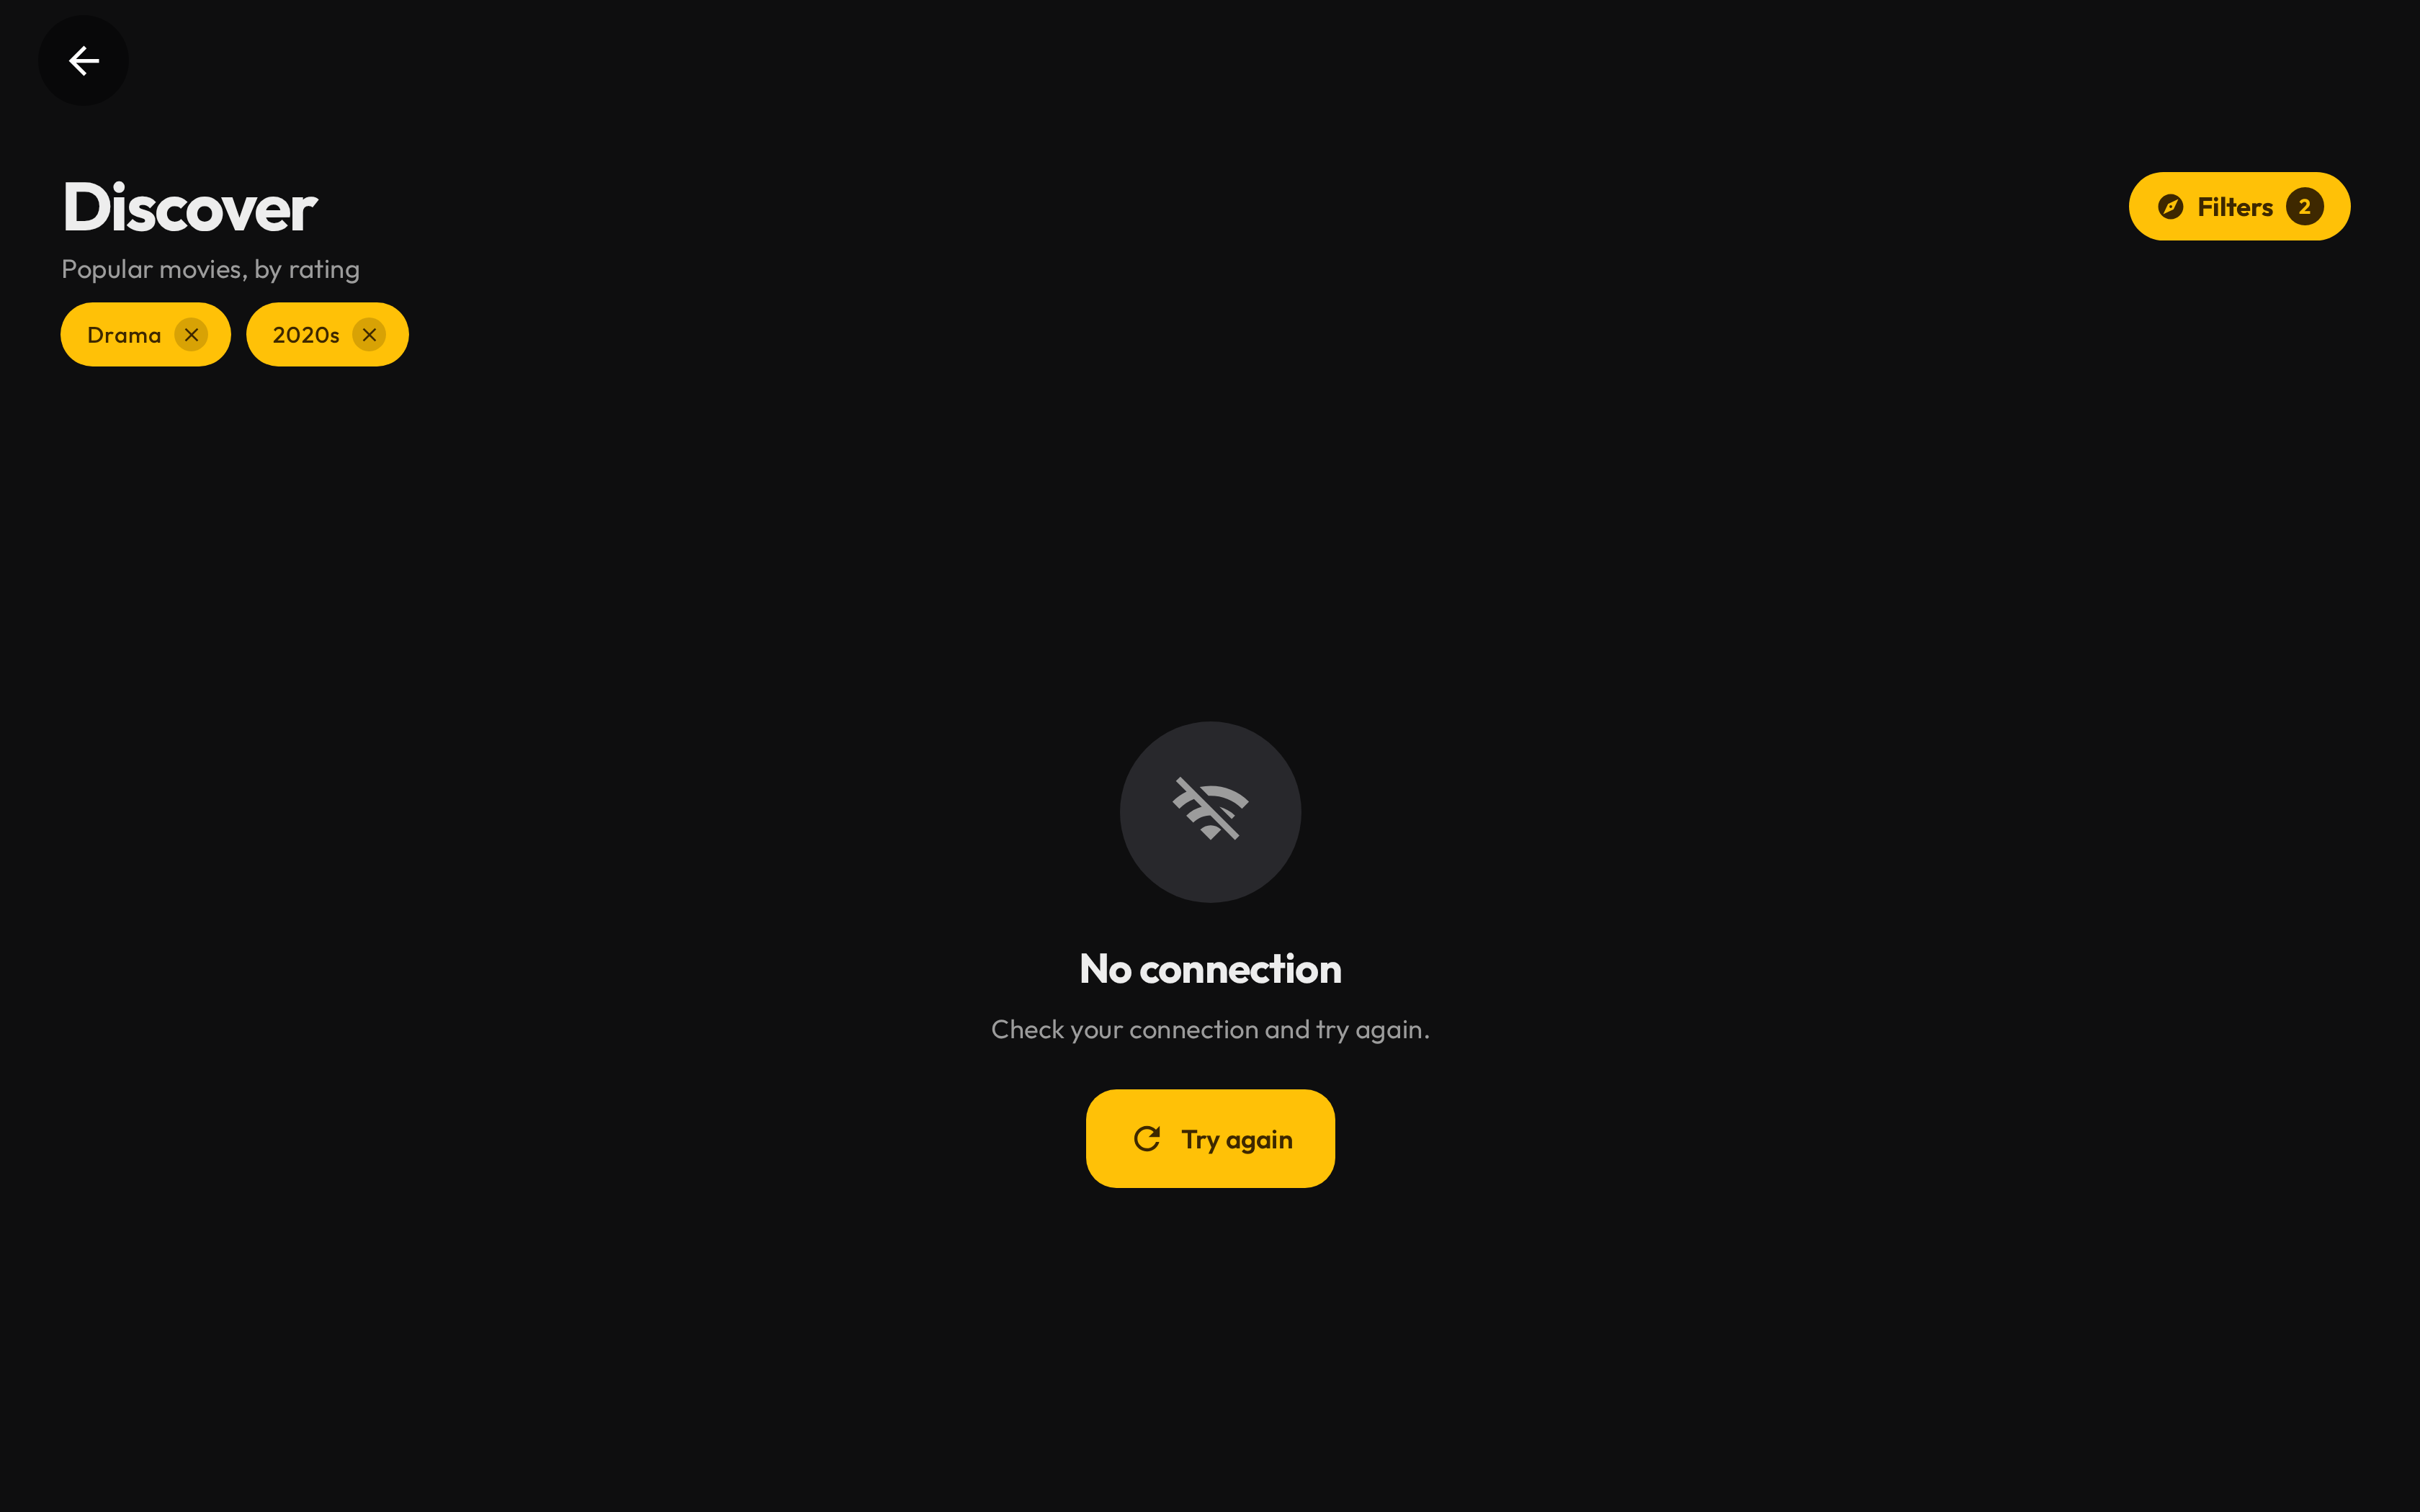 Discover
Filters 2
Popular movies, by rating
Drama
2020s
No connection
Check your connection and try again.
Try again